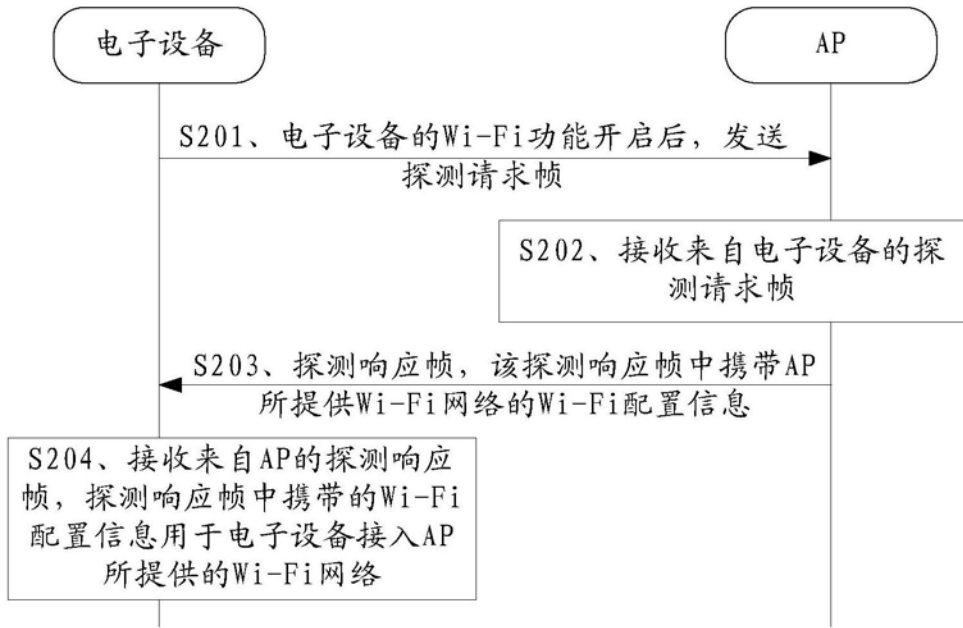 电子设备
AP
S201、电子设备的Wi-Fi功能开启后，发送
探测请求帧
S202、接收来自电子设备的探
测请求帧
S203、探测响应帧，该探测响应帧中携带AP
所提供Wi-Fi网络的Wi-Fi配置信息
S204、接收来自AP的探测响应
帧，探测响应帧中携带的Wi-Fi
配置信息用于电子设备接入AP
所提供的Wi-Fi网络